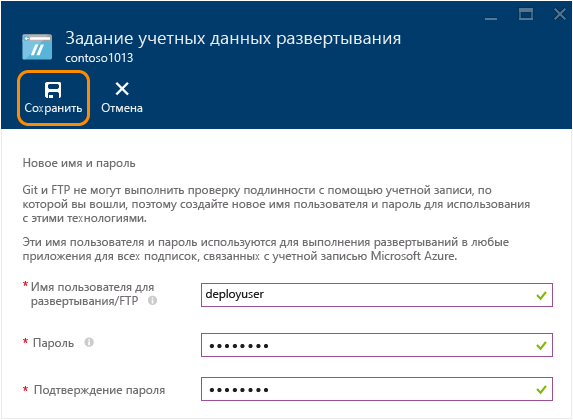 Задание учетных данных развертывания
contoso1013
Сохранить
Отмена
Новое имя и пароль
Git и FTP не могут выполнить проверку подлинности с помощью учетной записи, по
которой вы вошли, поэтому создайте новое имя пользователя и пароль для использования
с этими технологиями.
Эти имя пользователя и пароль используются для выполнения развертываний в любые
приложения для всех подписок, связанных с учетной записью Microsoft Azure.
* Имя пользователя для
развертывания/FTP
deployuser
* Пароль
••••••••
* Подтверждение пароля
••••••••